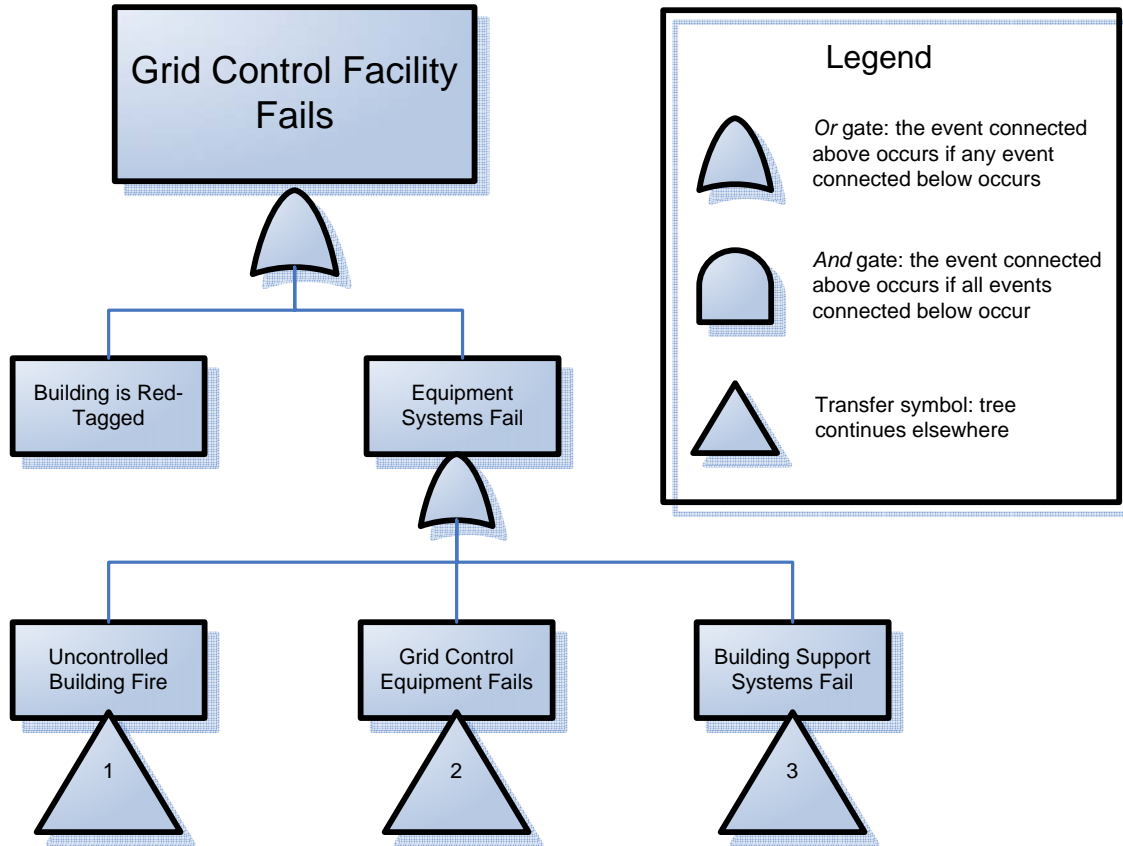 Grid Control Facility
Fails
Legend
Or gate: the event connected
above occurs if any event
connected below occurs
And gate: the event connected
above occurs if all events
connected below occur
Transfer symbol: tree
continues elsewhere
Building is Red-
Tagged
Equipment
Systems Fail
Uncontrolled
Building Fire
Grid Control
Equipment Fails
Building Support
Systems Fail
1
2
3